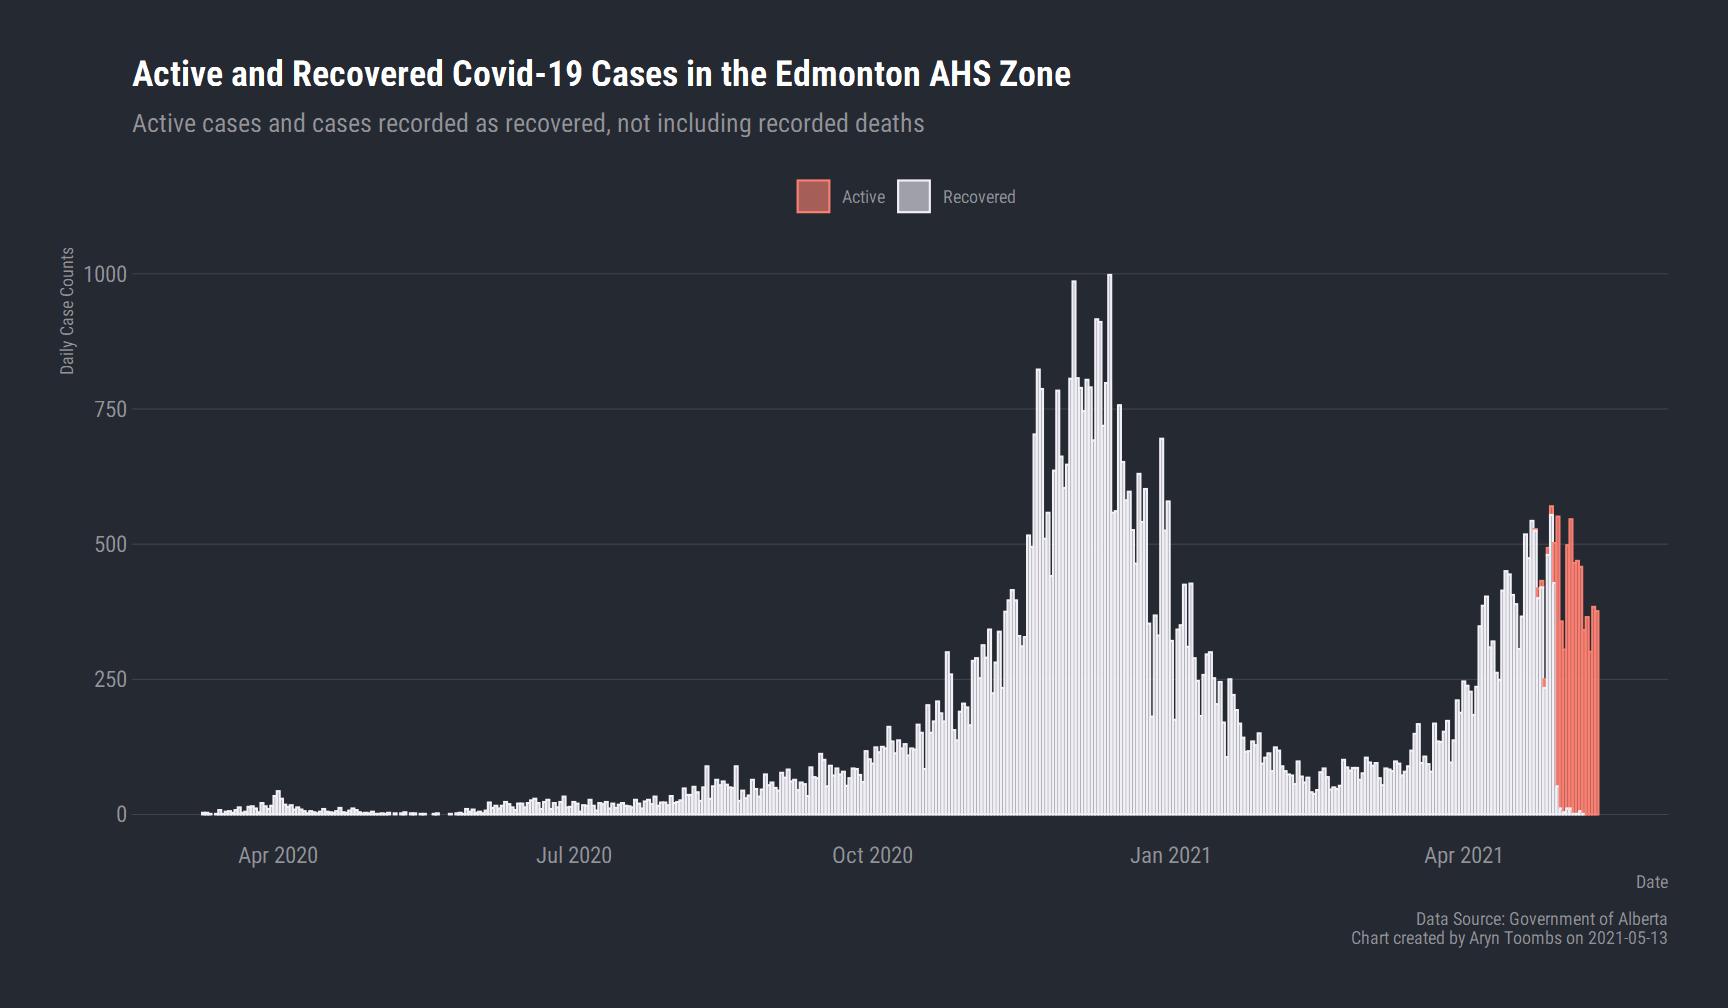 Active and Recovered Covid-19 Cases in the Edmonton AHS Zone
Active cases and cases recorded as recovered, not including recorded deaths
Active
Recovered
Daily Case Counts
1000
750
500
250
0
Apr 2020
Jul 2020
Oct 2020
Jan 2021
Apr 2021
Date
Data Source: Government of Alberta
Chart created by Aryn Toombs on 2021-05-13